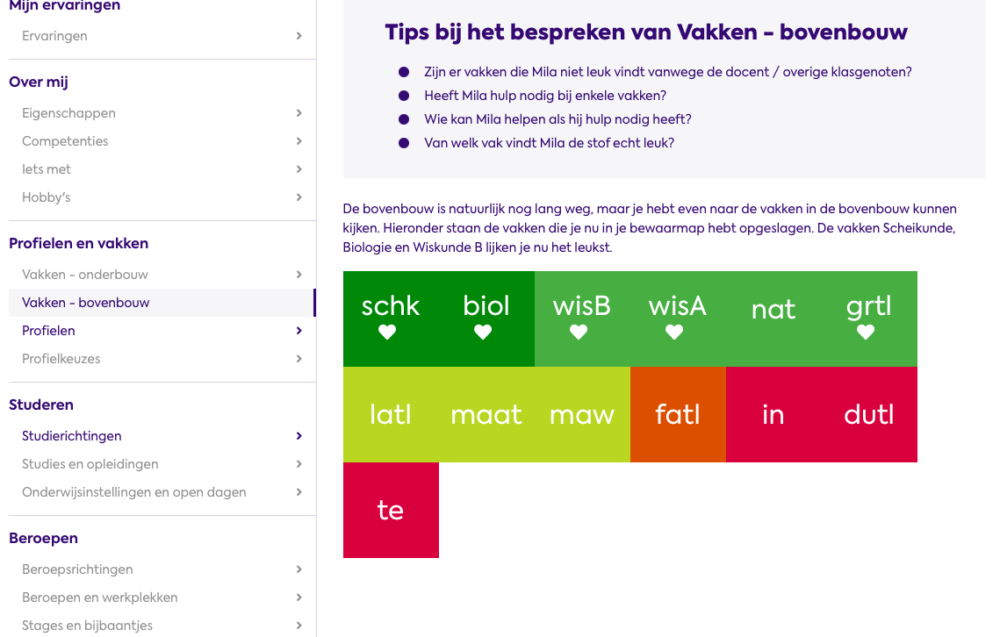 Mijn ervaringen
Ervaringen
Over mij
Eigenschappen
Competenties
Iets met
Hobby's
Profielen en vakken
Vakken - onderbouw
Vakken - bovenbouw
Profielen
Profielkeuzes
Studeren
Studierichtingen
Studies en opleidingen
Onderwijsinstellingen en open dagen
Beroepen
Beroepsrichtingen
Beroepen en werkplekken
Stages en bijbaantjes
Tips bij het bespreken van Vakken - bovenbouw
Zijn er vakken die Mila niet leuk vindt vanwege de docent / overige klasgenoten?
Heeft Mila hulp nodig bij enkele vakken?
Wie kan Mila helpen als hij hulp nodig heeft?
Van welk vak vindt Mila de stof echt leuk?
De bovenbouw is natuurlijk nog lang weg, maar je hebt even naar de vakken in de bovenbouw kunnen
kijken. Hieronder staan de vakken die je nu in je bewaarmap hebt opgeslagen. De vakken Scheikunde,
Biologie en Wiskunde B lijken je nu het leukst.
schk biol wisB wisA nat grtl
latl maat maw fatl in dutl
te